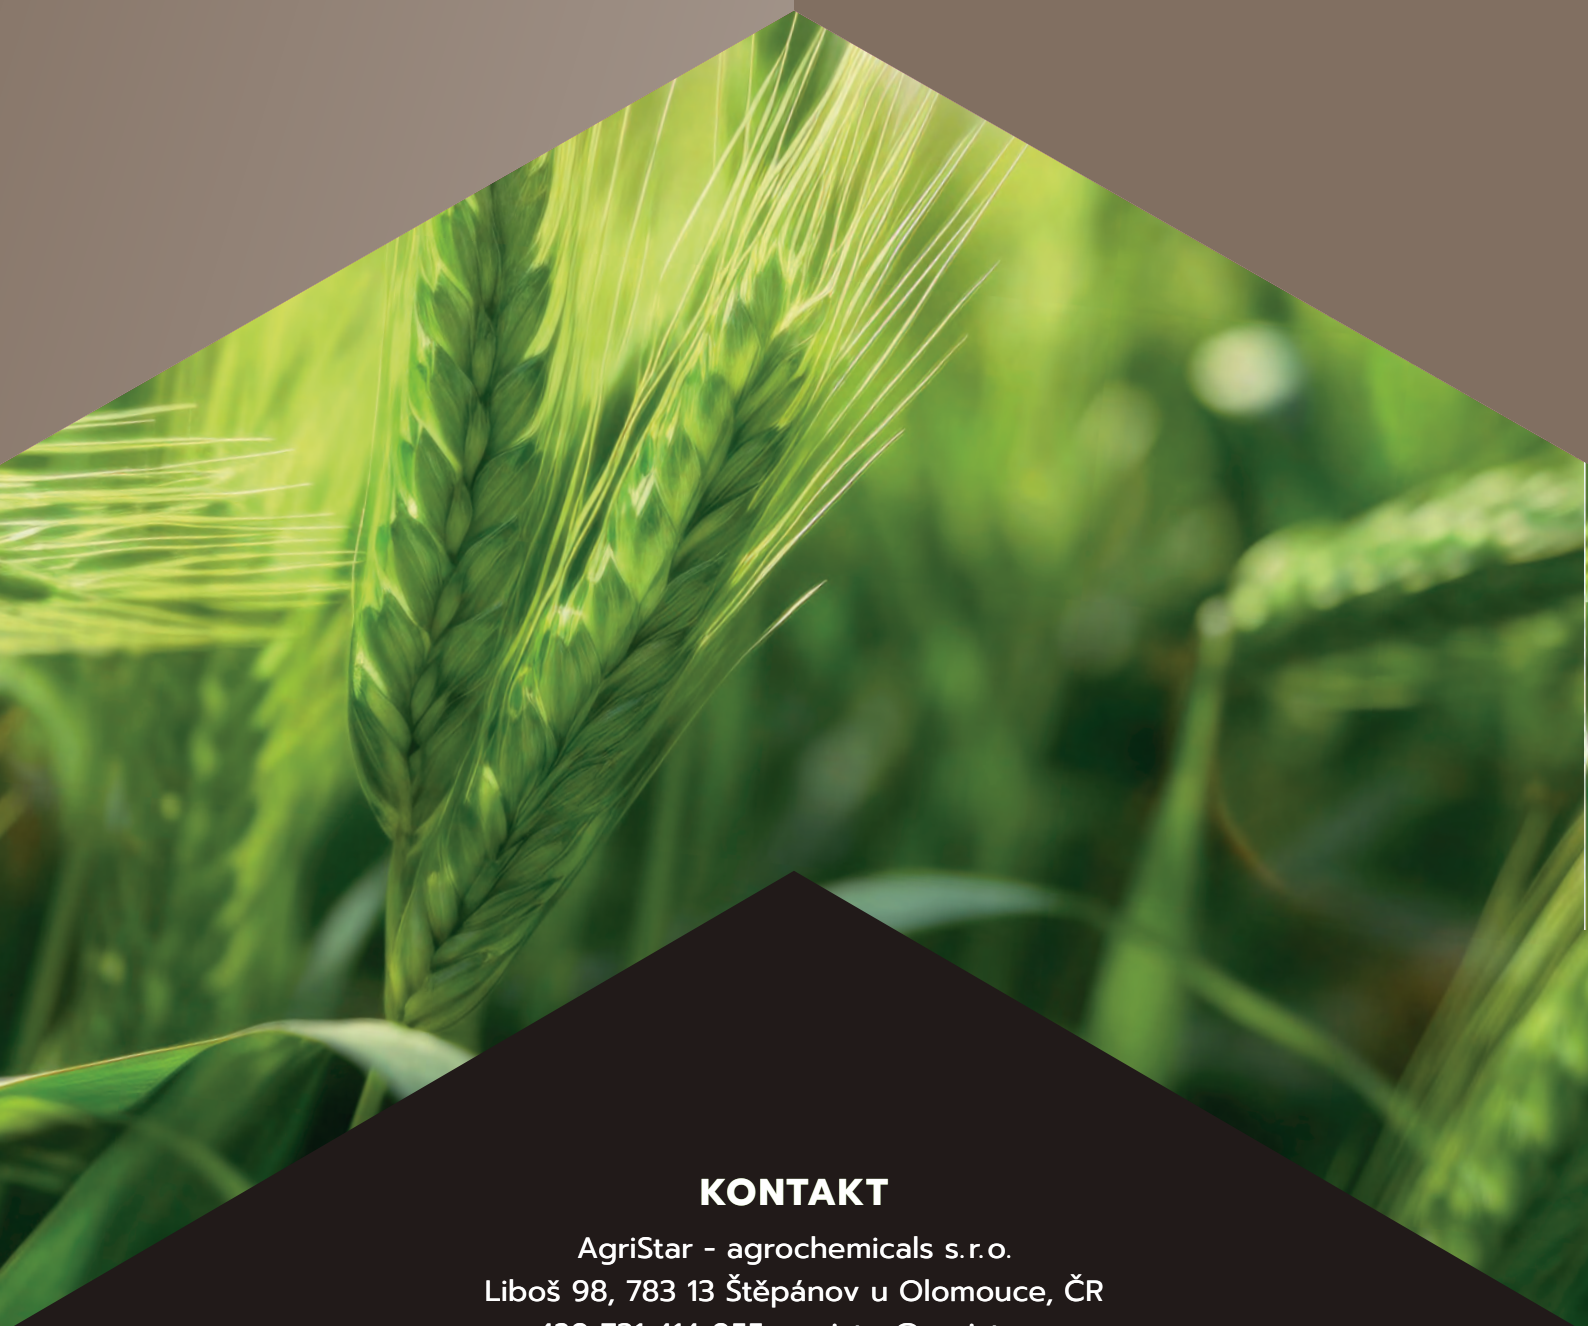 KONTAKT
AgriStar - agrochemicals s.r.o.
Liboš 98, 783 13 Štěpánov u Olomouce, ČR